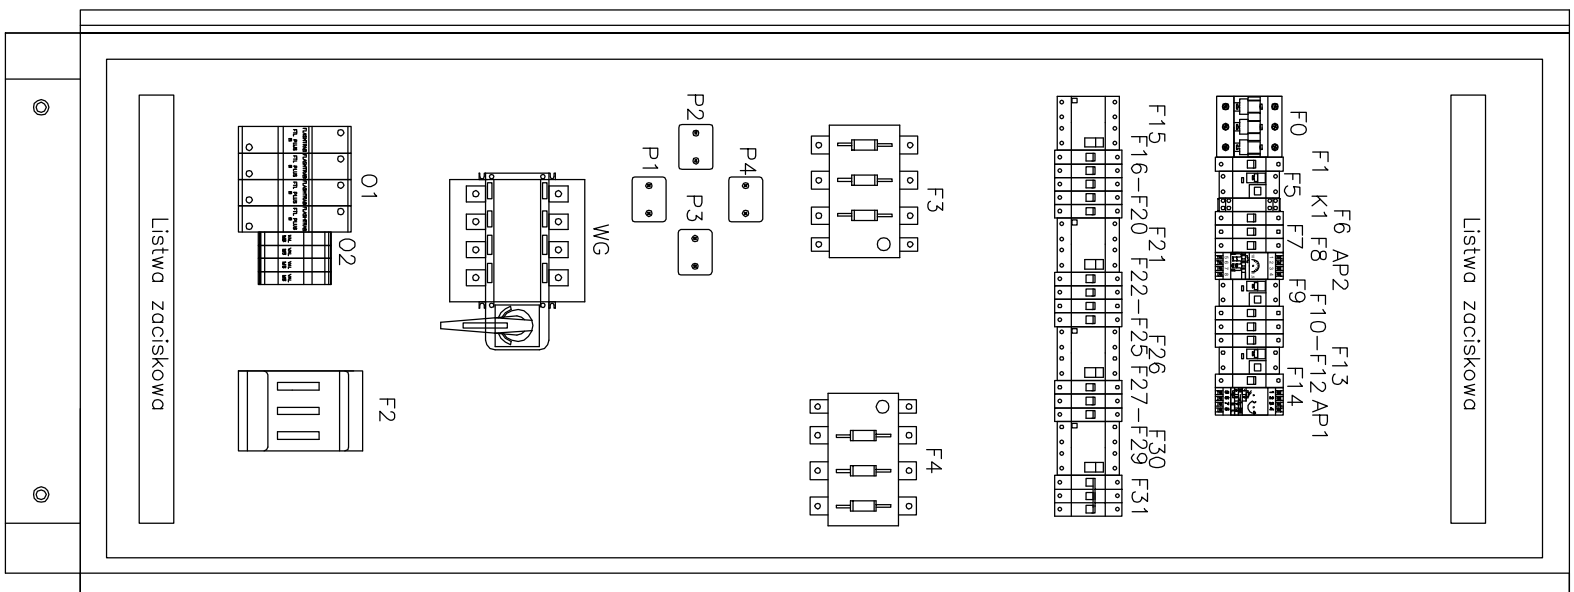 Listwa zaciskowa
F0
F1
F5
K1
F6
F7
F8
AP2
F9
F10-F12
F13
F14
AP1
F15
F16-F20
F21
F22-F25
F26
F27-F29
F30
F31
F3
F4
P2
P1
P4
P3
WG
O1
O2
F2
Listwa zaciskowa